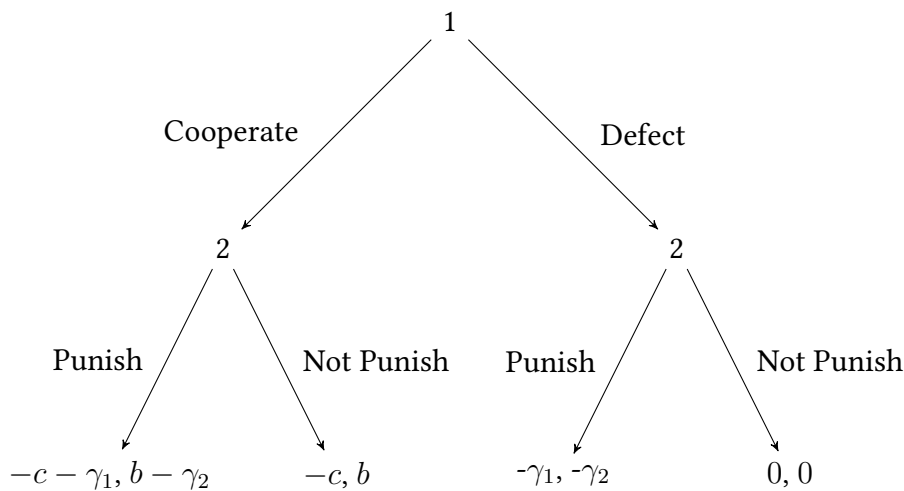 1
Cooperate
Defect
2
2
Punish
Not Punish
Punish
Not Punish
−c − γ₁, b − γ₂
−c, b
-γ₁, -γ₂
0, 0